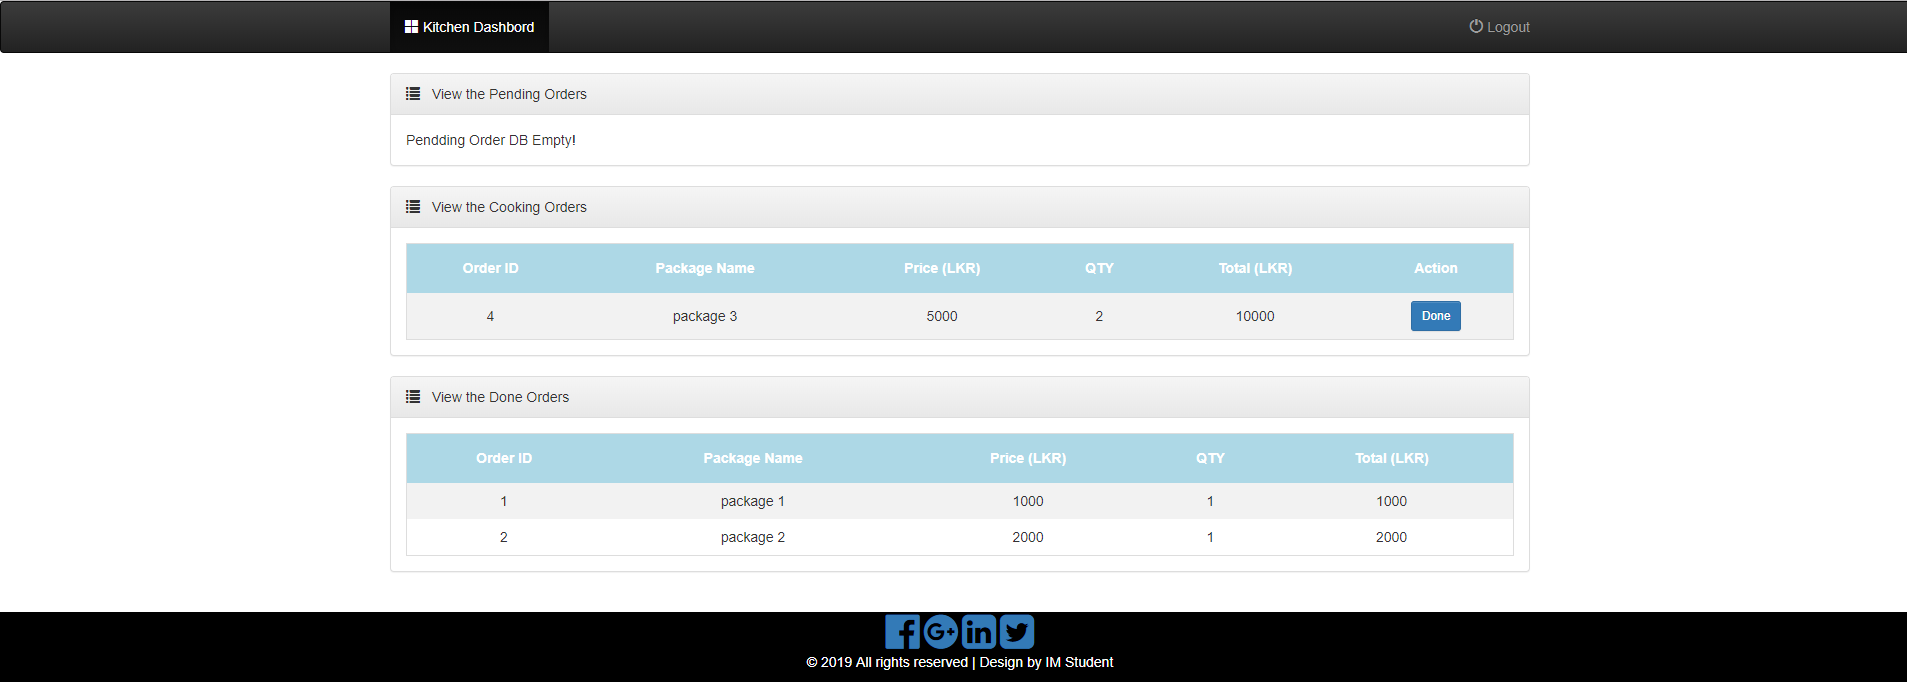 Kitchen Dashbord Logout
View the Pending Orders
Pendding Order DB Empty!
View the Cooking Orders
Order ID Package Name Price (LKR) QTY Total (LKR) Action
4 package 3 5000 2 10000 Done
View the Done Orders
Order ID Package Name Price (LKR) QTY Total (LKR)
1 package 1 1000 1 1000
2 package 2 2000 1 2000
© 2019 All rights reserved | Design by IM Student